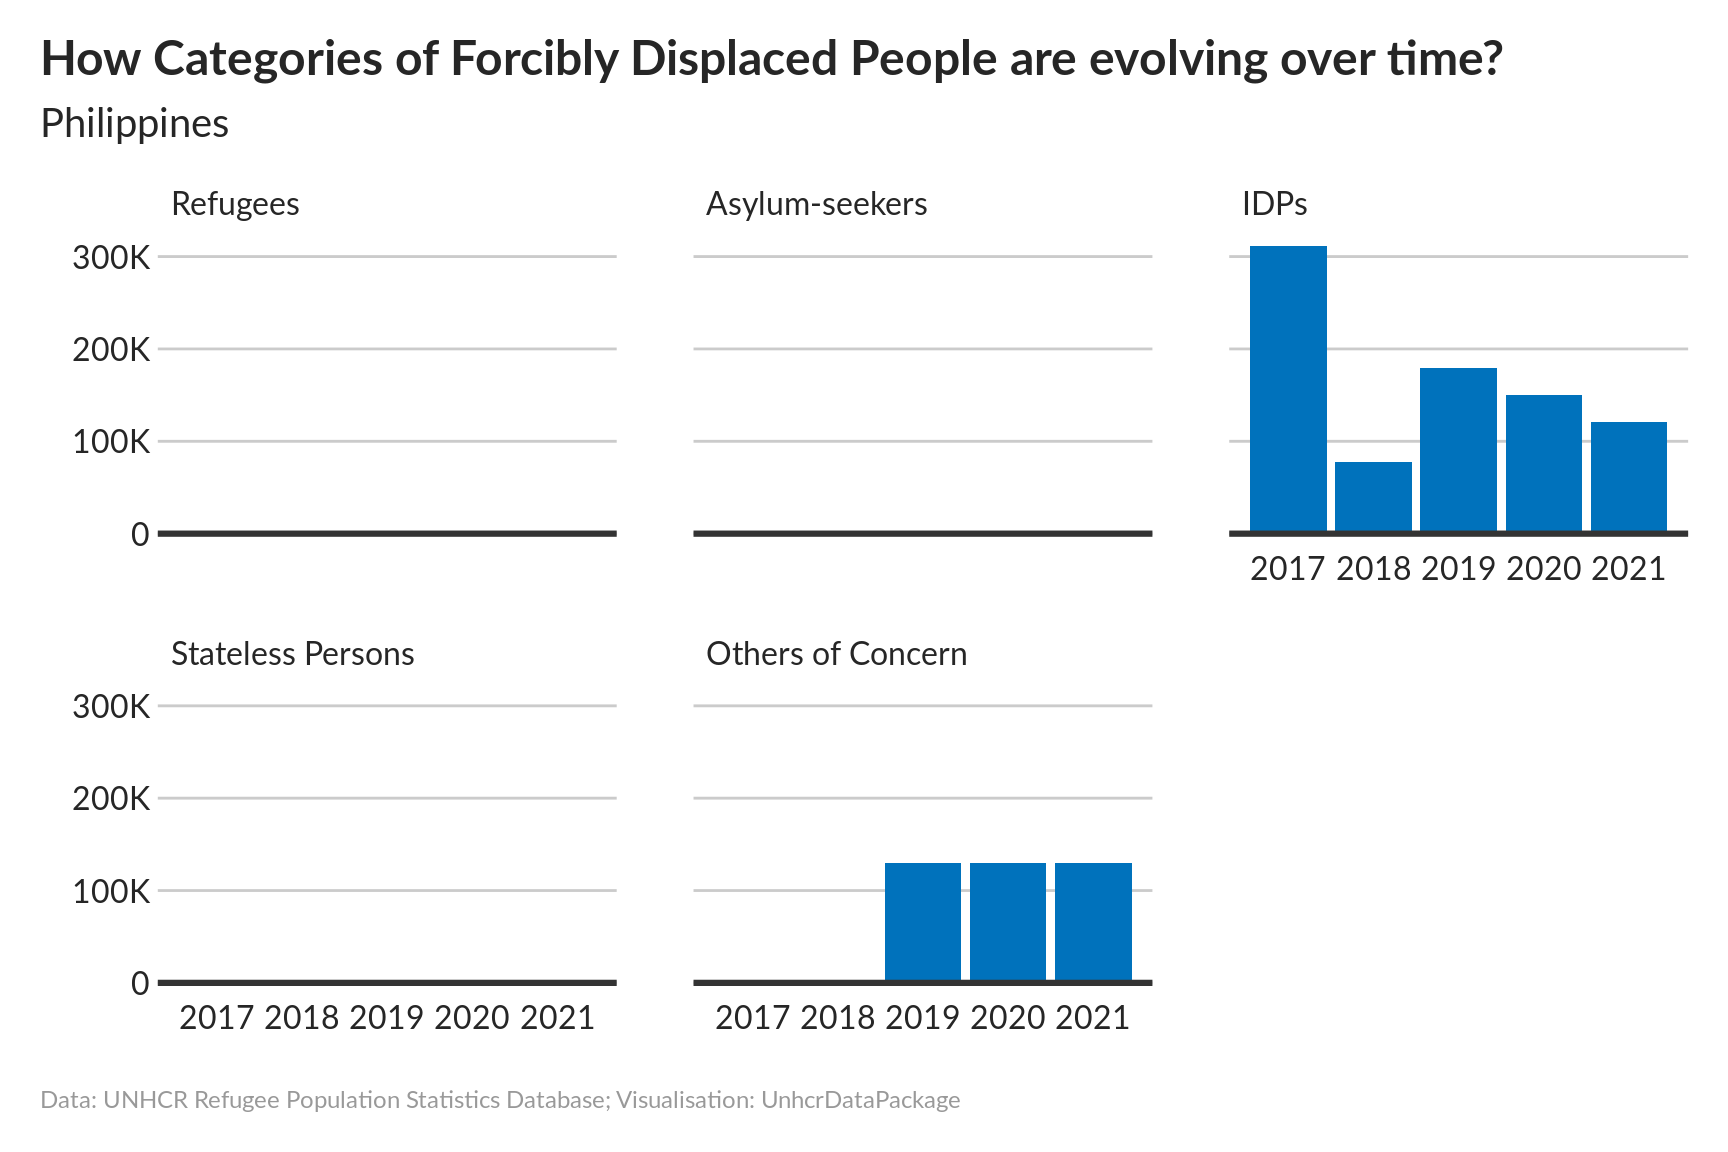 How Categories of Forcibly Displaced People are evolving over time?
Philippines
Refugees
Asylum-seekers
IDPs
300K
200K
100K
0
2017 2018 2019 2020 2021
Stateless Persons
Others of Concern
300K
200K
100K
0
2017 2018 2019 2020 2021
2017 2018 2019 2020 2021
Data: UNHCR Refugee Population Statistics Database; Visualisation: UnhcrDataPackage